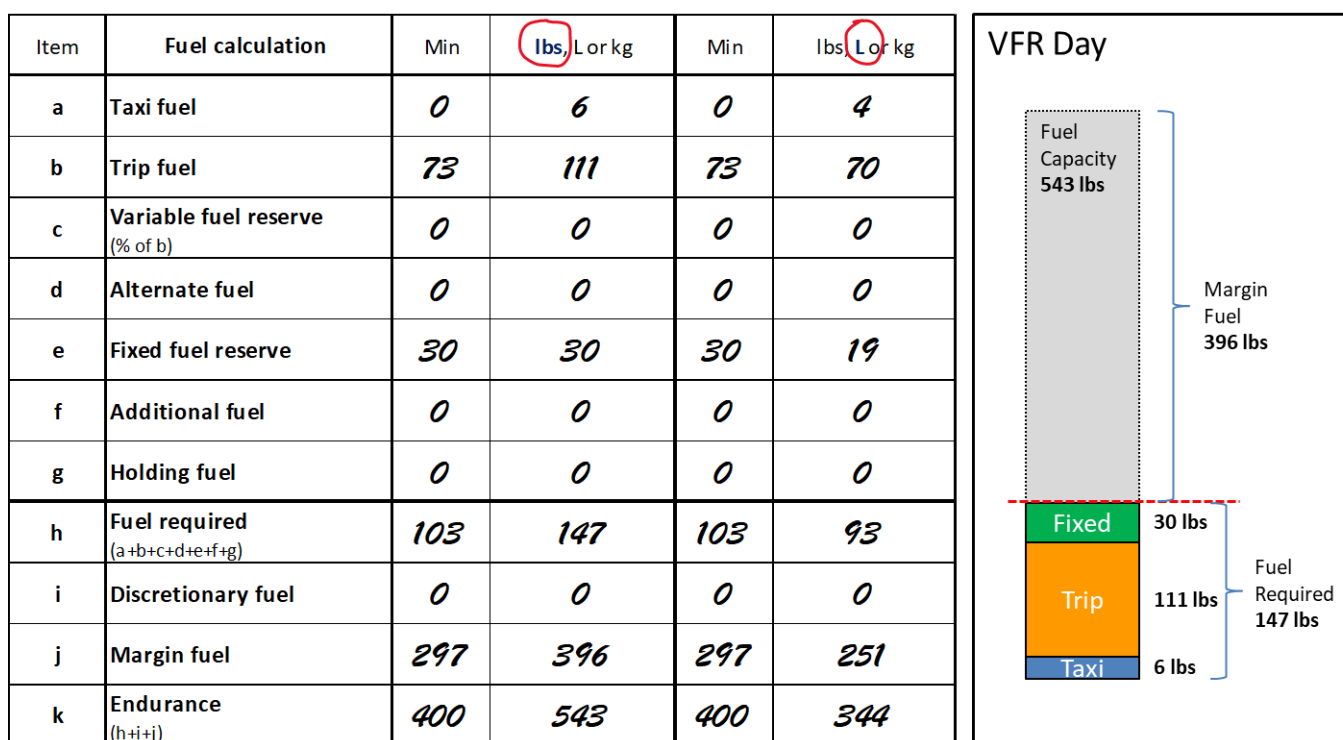 Item Fuel calculation Min lbs, L or kg Min lbs, L or kg
a Taxi fuel 0 6 0 4
b Trip fuel 73 111 73 70
c Variable fuel reserve 0 0 0 0
(% of b)
d Alternate fuel 0 0 0 0
e Fixed fuel reserve 30 30 30 19
f Additional fuel 0 0 0 0
g Holding fuel 0 0 0 0
h Fuel required 103 147 103 93
(a+b+c+d+e+f+g)
i Discretionary fuel 0 0 0 0
j Margin fuel 297 396 297 251
k Endurance 400 543 400 344
(h+i+j)
VFR Day
Fuel
Capacity
543 lbs
Margin
Fuel
396 lbs
Fixed 30 lbs
Trip 111 lbs
Taxi 6 lbs
Fuel
Required
147 lbs